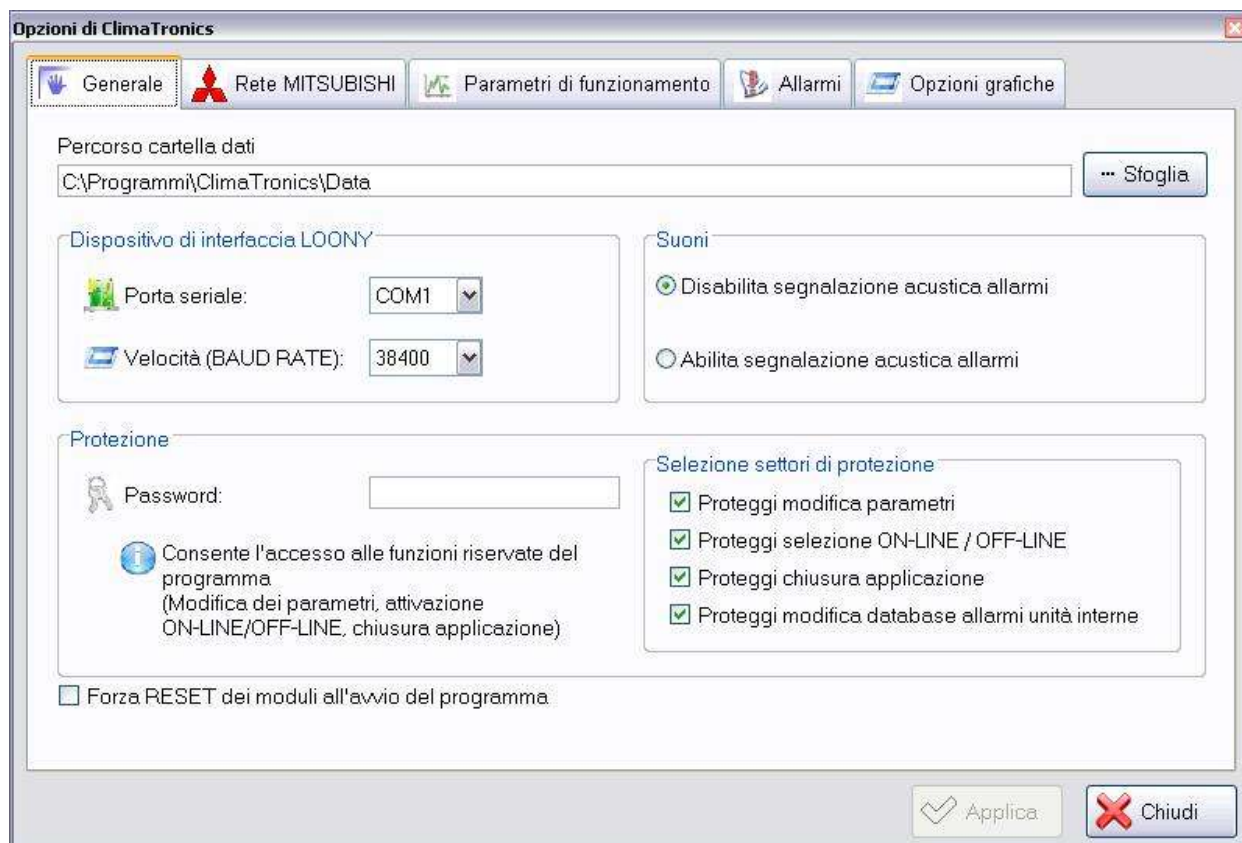 Opzioni di ClimaTronics
Generale
Rete MITSUBISHI
Parametri di funzionamento
Allarmi
Opzioni grafiche
Percorso cartella dati
C:\Programmi\ClimaTronics\Data
... Sfoglia
Dispositivo di interfaccia LOONY
Porta seriale:
COM1
Velocità (BAUD RATE):
38400
Suoni
Disabilita segnalazione acustica allarmi
Abilita segnalazione acustica allarmi
Protezione
Password:
Consente l'accesso alle funzioni riservate del
programma
(Modifica dei parametri, attivazione
ON-LINE/OFF-LINE, chiusura applicazione)
Selezione settori di protezione
Proteggi modifica parametri
Proteggi selezione ON-LINE / OFF-LINE
Proteggi chiusura applicazione
Proteggi modifica database allarmi unità interne
Forza RESET dei moduli all'avvio del programma
Applica
Chiudi